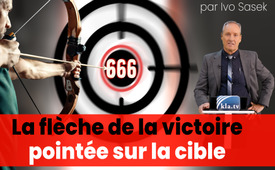 par Ivo Sasek
666
kla.tv
La flèche de la victoire
pointée sur la cible